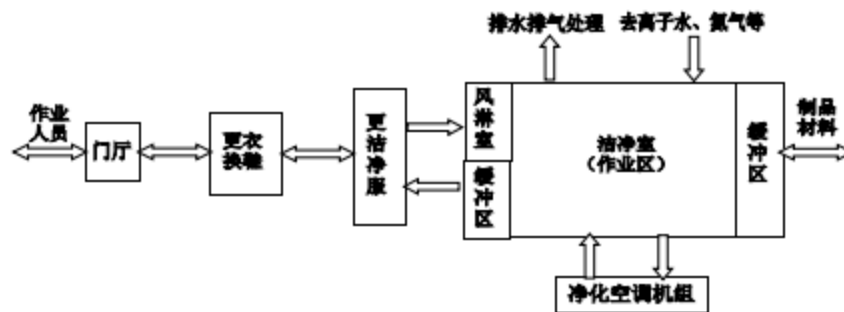 排水排气处理
去离子水、氮气等
作业
人员
门厅
更衣
换鞋
更洁净服
风淋室
缓冲区
洁净室
（作业区）
缓冲区
制品
材料
净化空调机组